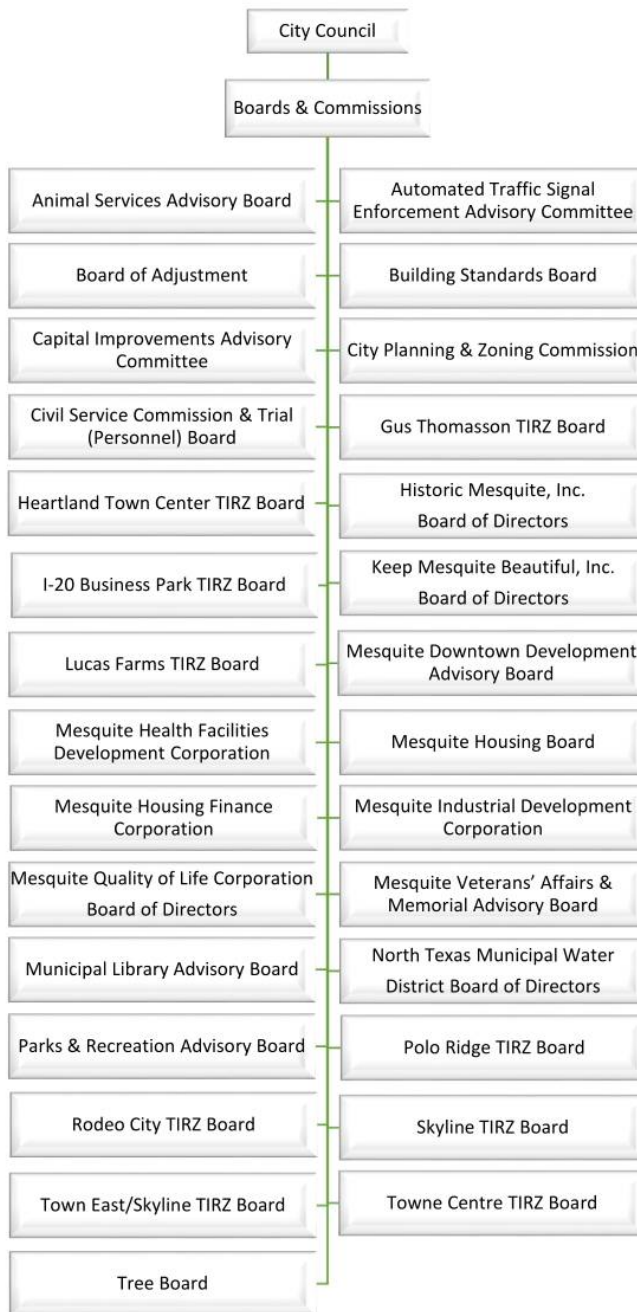 City Council
Boards & Commissions
Animal Services Advisory Board
Automated Traffic Signal
Enforcement Advisory Committee
Board of Adjustment
Building Standards Board
Capital Improvements Advisory
Committee
City Planning & Zoning Commission
Civil Service Commission & Trial
(Personnel) Board
Gus Thomasson TIRZ Board
Heartland Town Center TIRZ Board
Historic Mesquite, Inc.
Board of Directors
I-20 Business Park TIRZ Board
Keep Mesquite Beautiful, Inc.
Board of Directors
Lucas Farms TIRZ Board
Mesquite Downtown Development
Advisory Board
Mesquite Health Facilities
Development Corporation
Mesquite Housing Board
Mesquite Housing Finance
Corporation
Mesquite Industrial Development
Corporation
Mesquite Quality of Life Corporation
Board of Directors
Mesquite Veterans’ Affairs &
Memorial Advisory Board
Municipal Library Advisory Board
North Texas Municipal Water
District Board of Directors
Parks & Recreation Advisory Board
Polo Ridge TIRZ Board
Rodeo City TIRZ Board
Skyline TIRZ Board
Town East/Skyline TIRZ Board
Towne Centre TIRZ Board
Tree Board